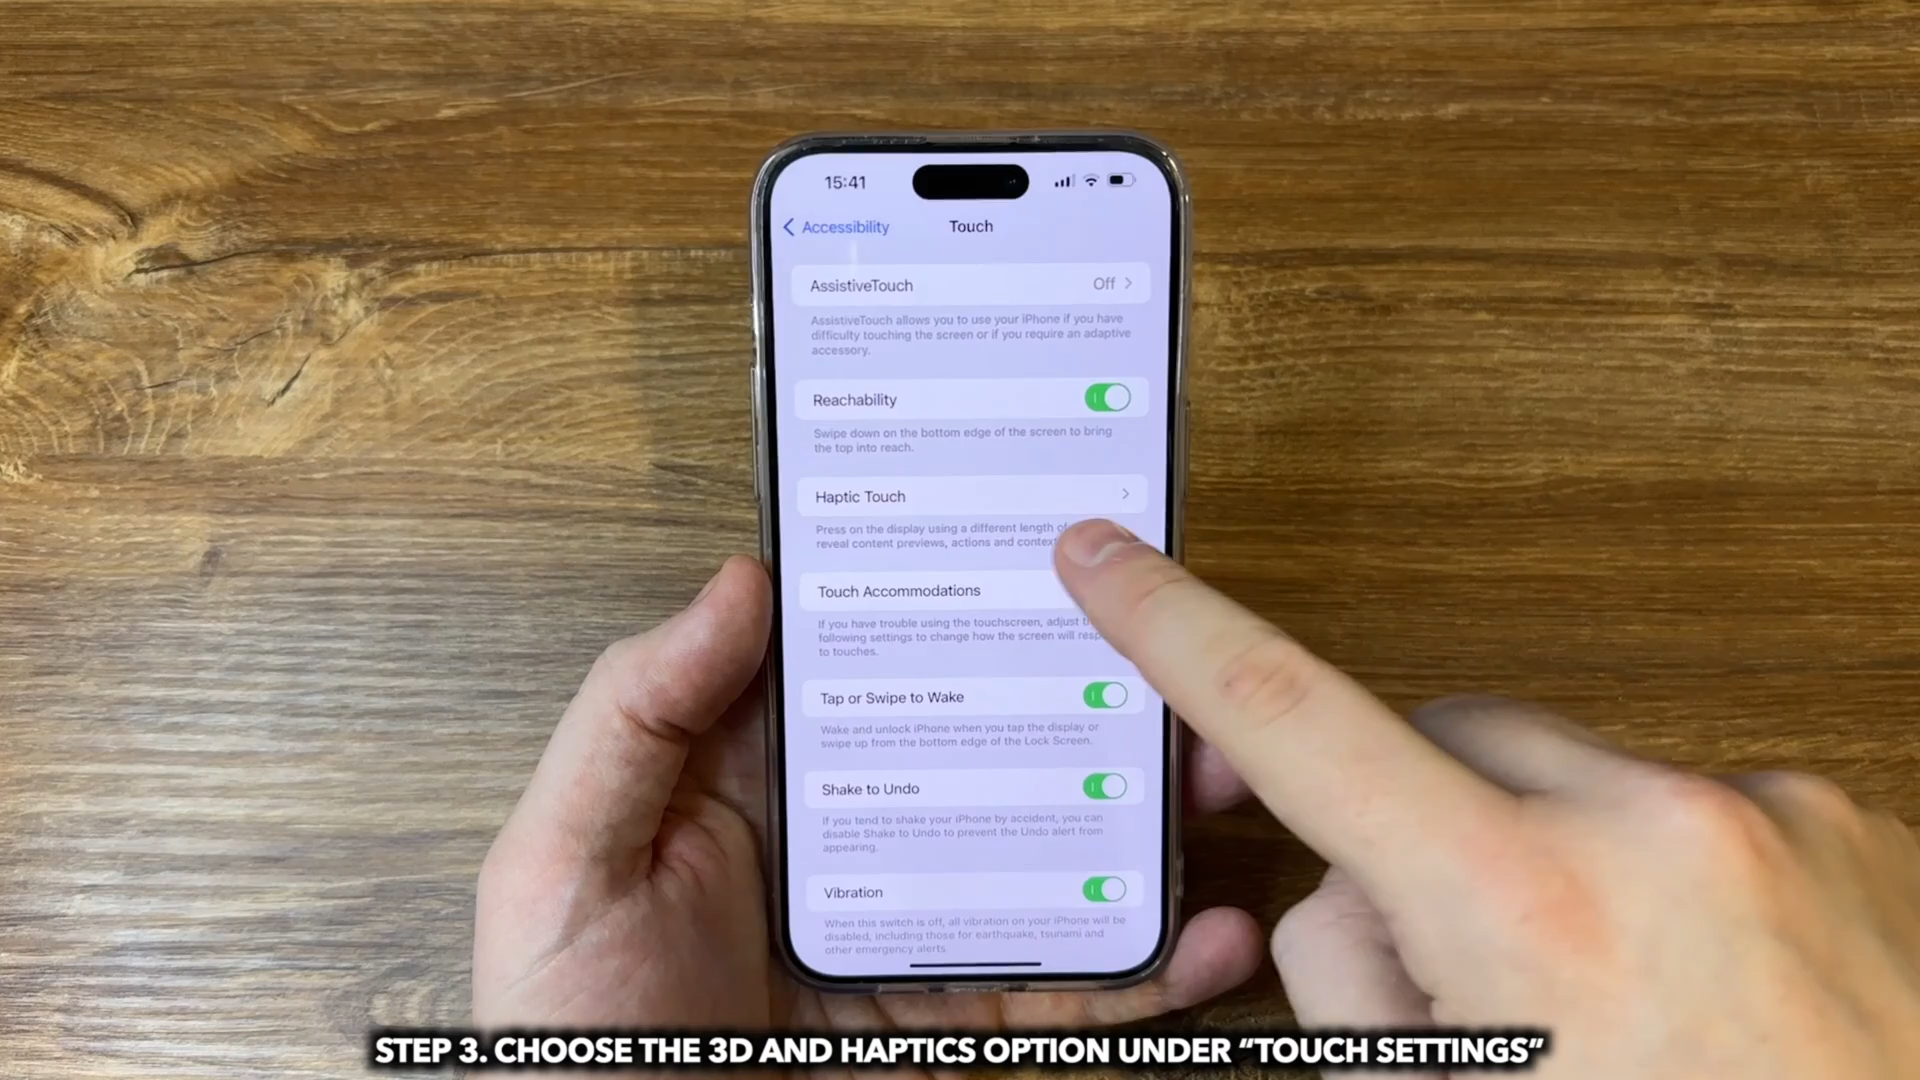 15:41
Accessibility
Touch
AssistiveTouch
Off
AssistiveTouch allows you to use your iPhone if you have
difficulty touching the screen or if you require an adaptive
accessory.
Reachability
Swipe down on the bottom edge of the screen to bring
the top into reach.
Haptic Touch
Press on the display using a different length of
reveal content previews, actions and context
Touch Accommodations
If you have trouble using the touchscreen, adjust
following settings to change how the screen will
to touches.
Tap or Swipe to Wake
Wake and unlock iPhone when you tap the display or
swipe up from the bottom edge of the Lock Screen.
Shake to Undo
If you tend to shake your iPhone by accident, you can
disable Shake to Undo to prevent the Undo alert from
appearing.
Vibration
When this switch is off, all vibration on your iPhone will be
disabled, including those for earthquake, tsunami and
other emergency alerts.
STEP 3. CHOOSE THE 3D AND HAPTICS OPTION UNDER “TOUCH SETTINGS”